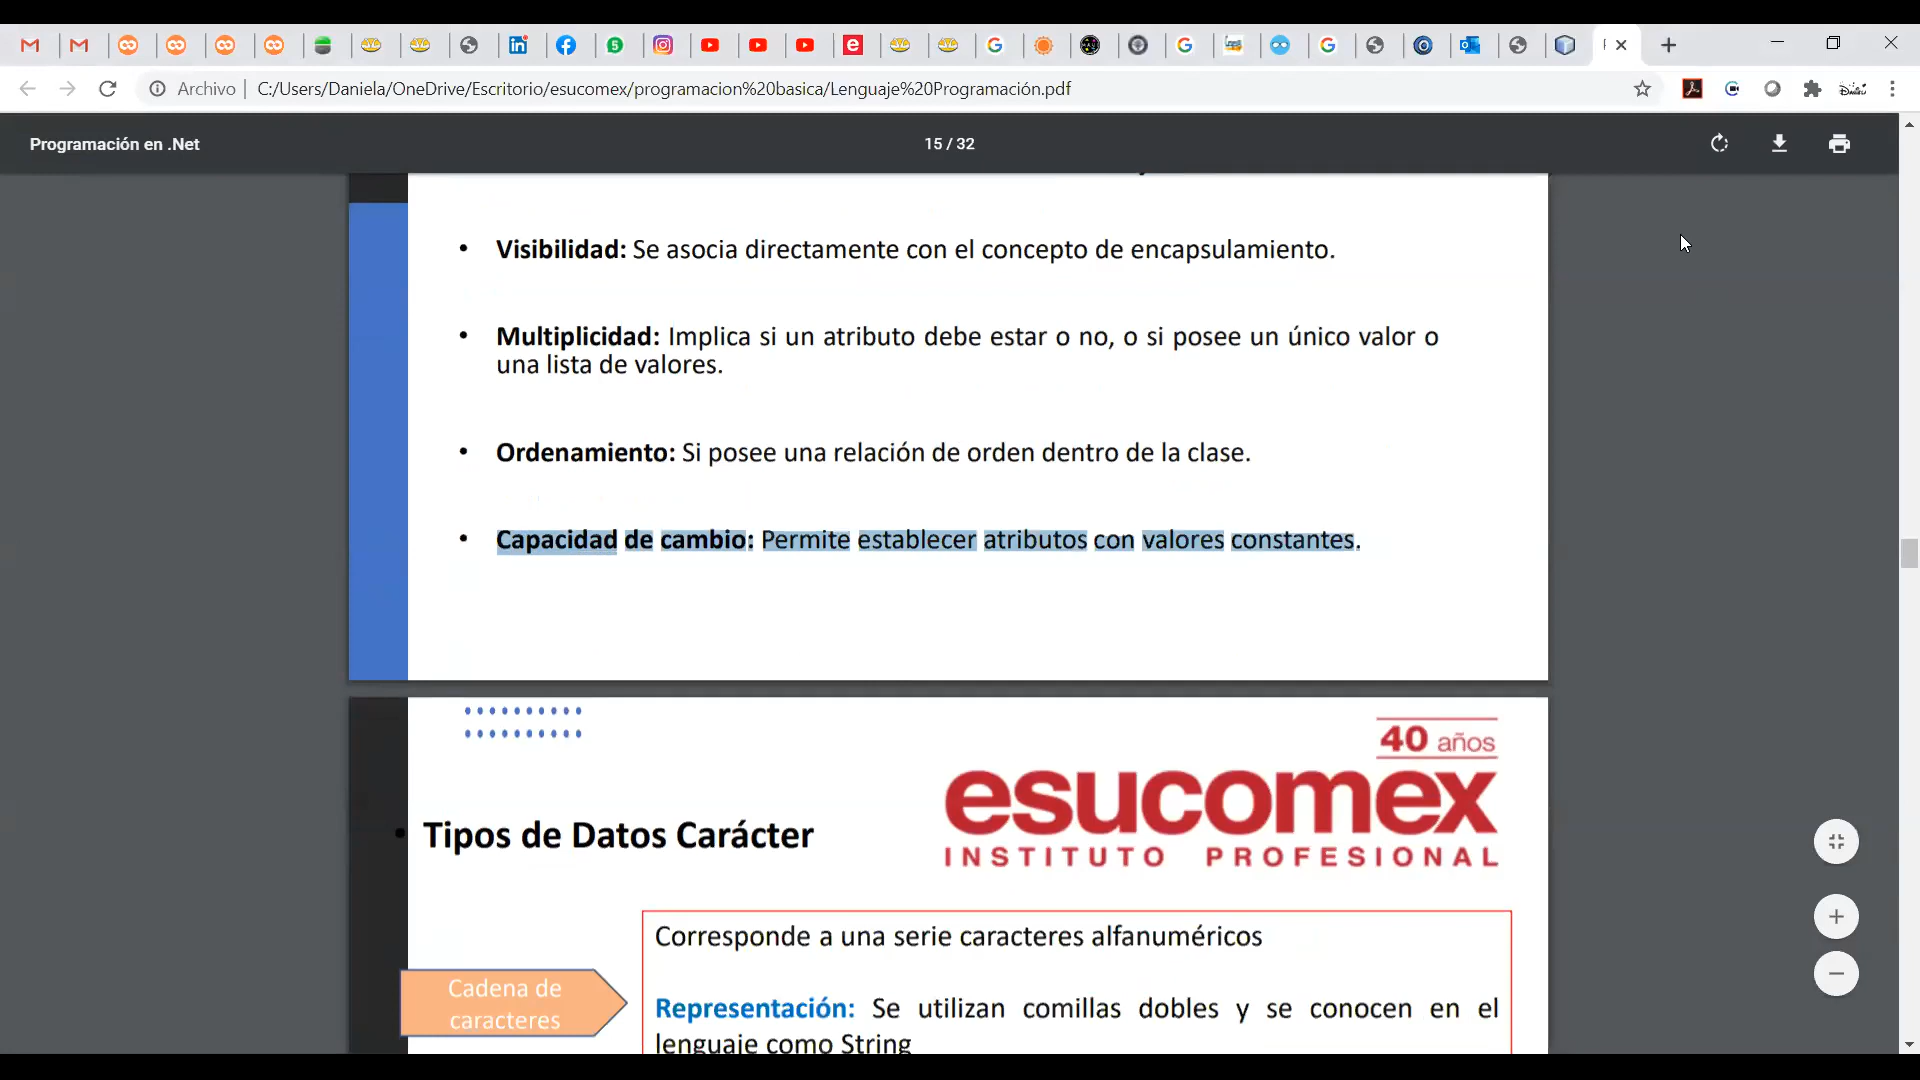 Archivo C:/Users/Daniela/OneDrive/Escritorio/esucomex/programacion%20basica/Lenguaje%20Programación.pdf
Programación en .Net
15 / 32
• Visibilidad: Se asocia directamente con el concepto de encapsulamiento.
• Multiplicidad: Implica si un atributo debe estar o no, o si posee un único valor o
una lista de valores.
• Ordenamiento: Si posee una relación de orden dentro de la clase.
• Capacidad de cambio: Permite establecer atributos con valores constantes.
40 años
esucomex
INSTITUTO PROFESIONAL
• Tipos de Datos Carácter
Corresponde a una serie caracteres alfanuméricos
Cadena de
caracteres
Representación: Se utilizan comillas dobles y se conocen en el
lenguaje como String